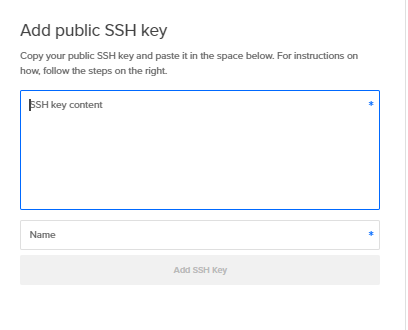 Add public SSH key
Copy your public SSH key and paste it in the space below. For instructions on
how, follow the steps on the right.
SSH key content *
Name *
Add SSH Key